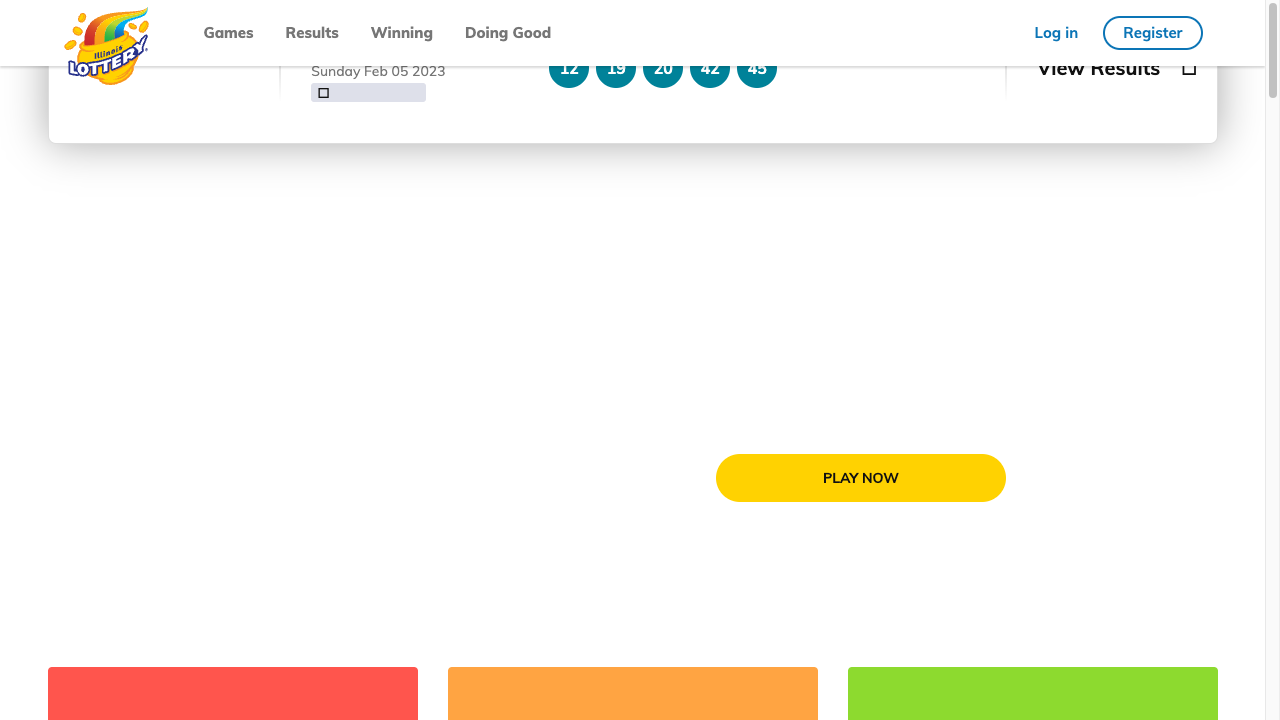 Illinois
LOTTERY
Games
Results
Winning
Doing Good
Log in
Register
Sunday Feb 05 2023
12 19 20 42 45
View Results
PLAY NOW